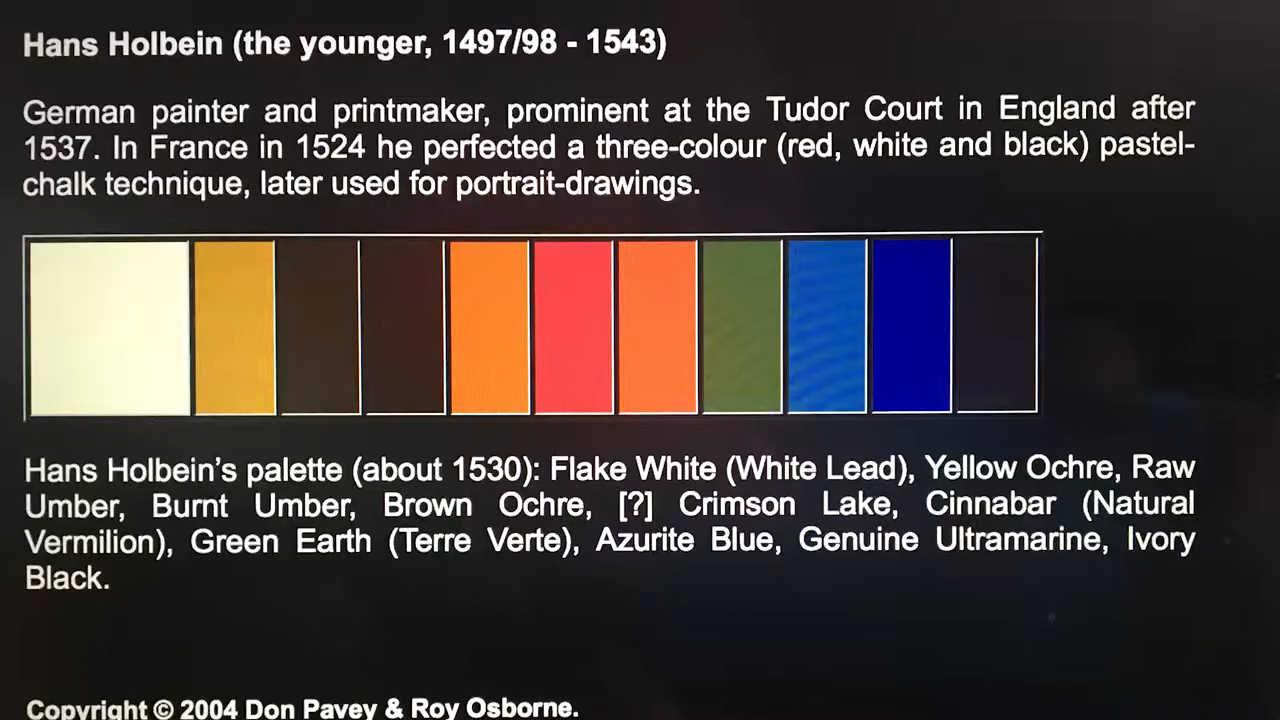 Hans Holbein (the younger, 1497/98 - 1543)
German painter and printmaker, prominent at the Tudor Court in England after
1537. In France in 1524 he perfected a three-colour (red, white and black) pastel-
chalk technique, later used for portrait-drawings.
Hans Holbein’s palette (about 1530): Flake White (White Lead), Yellow Ochre, Raw
Umber, Burnt Umber, Brown Ochre, [?] Crimson Lake, Cinnabar (Natural
Vermilion), Green Earth (Terre Verte), Azurite Blue, Genuine Ultramarine, Ivory
Black.
Copyright © 2004 Don Pavey & Roy Osborne.